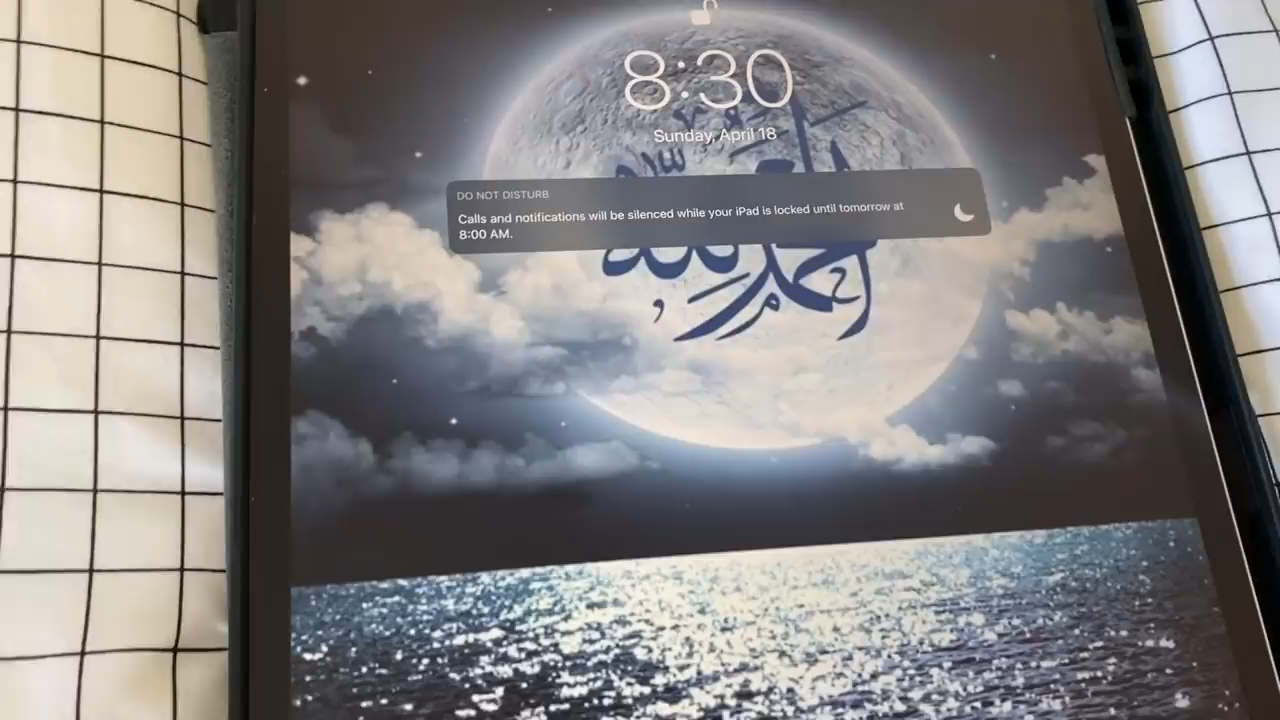 8:30
Sunday, April 18
DO NOT DISTURB
Calls and notifications will be silenced while your iPad is locked until tomorrow at
8:00 AM.
الحمد لله